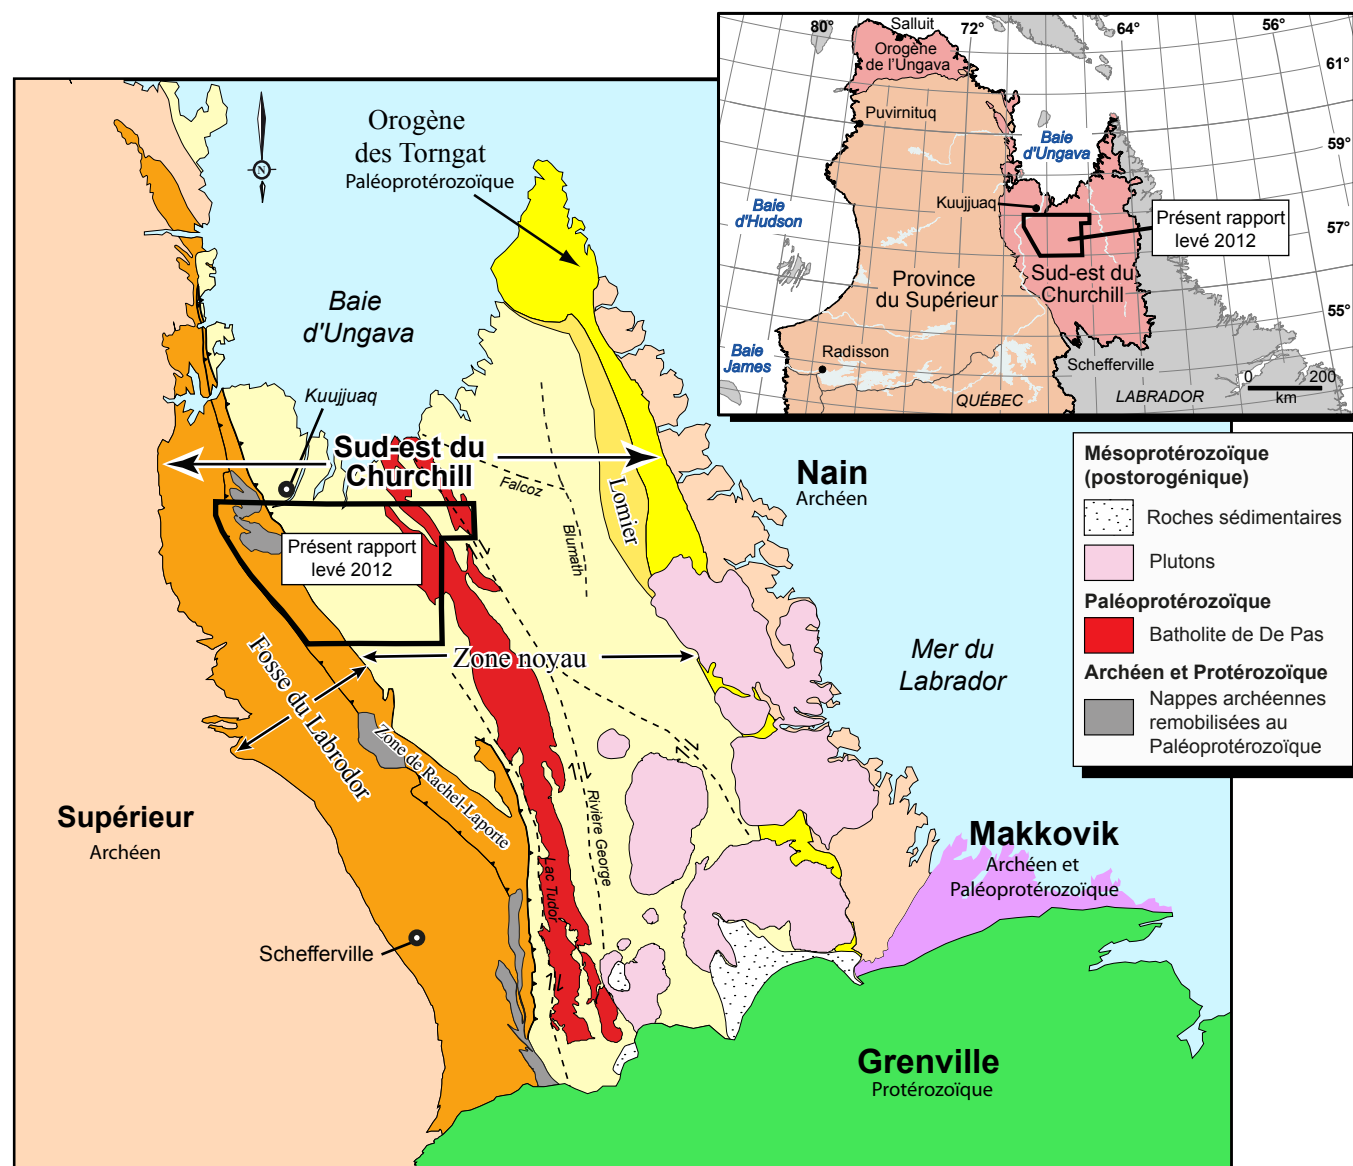 80°
Salluit
72°
64°
56°
Orogène
de l'Ungava
61°
Puvirnituq
Baie
d'Ungava
59°
Kuujjuaq
Baie
d'Hudson
Présent rapport
levé 2012
57°
Province
du Supérieur
Sud-est du
Churchill
55°
Baie
James
Radisson
Schefferville
QUÉBEC
LABRADOR
0 200
km
Orogène
des Torngat
Paléoprotérozoïque
N
Baie
d'Ungava
Kuujjuaq
Sud-est du
Churchill
Falcoz
Blumath
Lomier
Nain
Archéen
Présent rapport
levé 2012
Zone noyau
Fosse du Labrodor
Zone de Rachel-Laporte
Mer du
Labrador
Supérieur
Archéen
Rivière George
Lac Tudor
Schefferville
Makkovik
Archéen et
Paléoprotérozoïque
Grenville
Protérozoïque
Mésoprotérozoïque
(postorogénique)
Roches sédimentaires
Plutons
Paléoprotérozoïque
Batholite de De Pas
Archéen et Protérozoïque
Nappes archéennes
remobilisées au
Paléoprotérozoïque